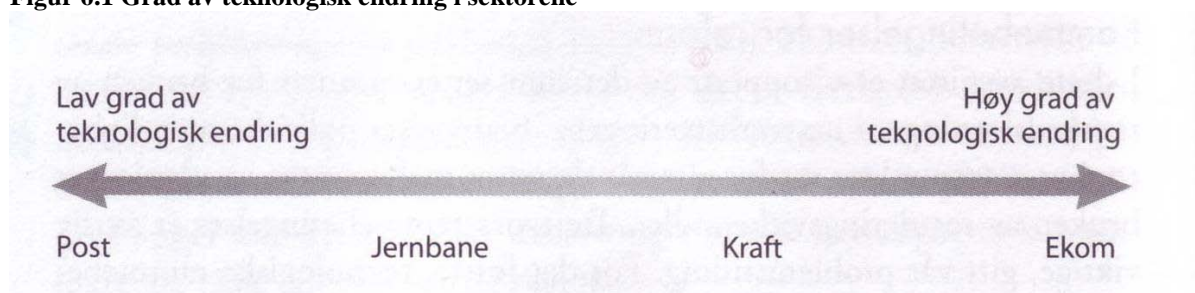 Figur 6.1 Grad av teknologisk endring i sektorene
Lav grad av
teknologisk endring
Høy grad av
teknologisk endring
Post
Jernbane
Kraft
Ekom